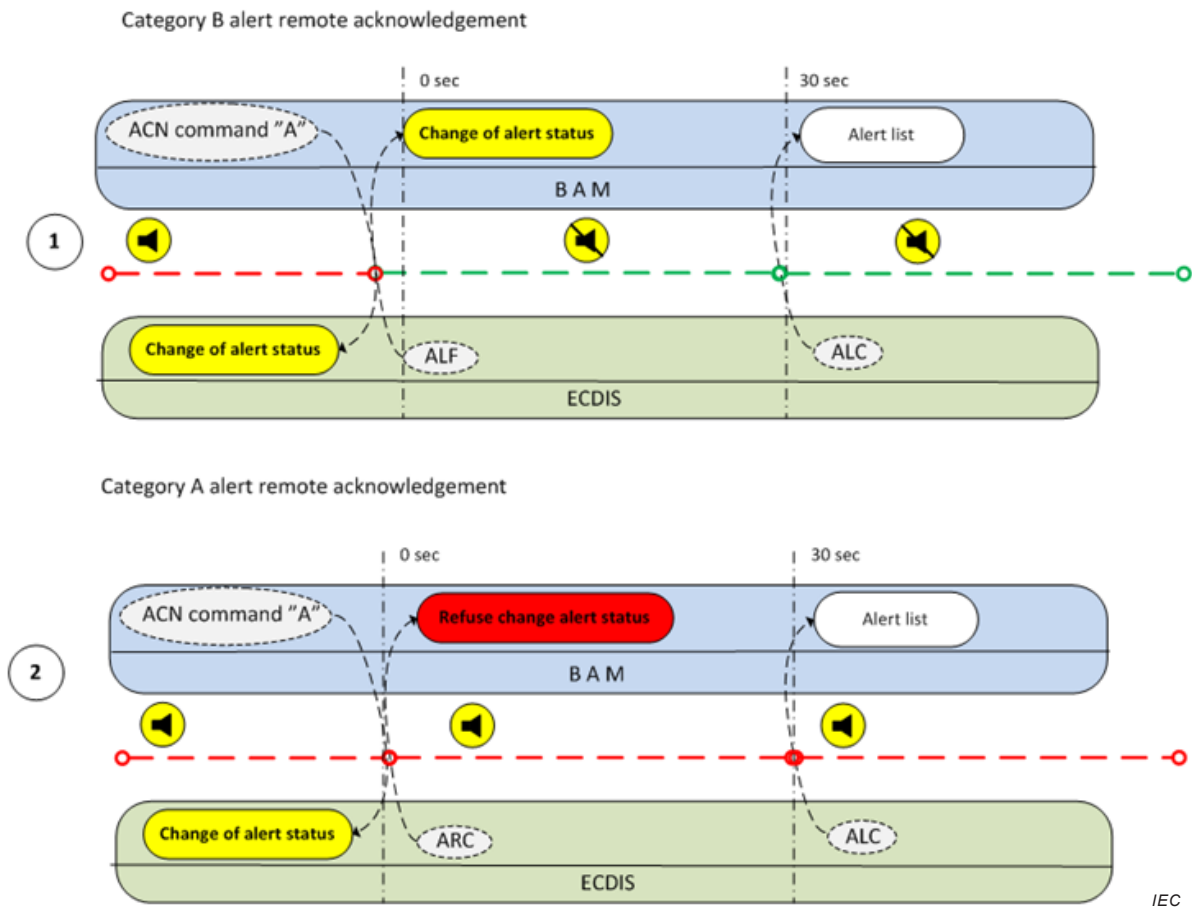 Category B alert remote acknowledgement
0 sec
30 sec
ACN command ”A”
Change of alert status
Alert list
B A M
1
Change of alert status
ALF
ALC
ECDIS
Category A alert remote acknowledgement
0 sec
30 sec
ACN command ”A”
Refuse change alert status
Alert list
B A M
2
Change of alert status
ARC
ALC
ECDIS
IEC